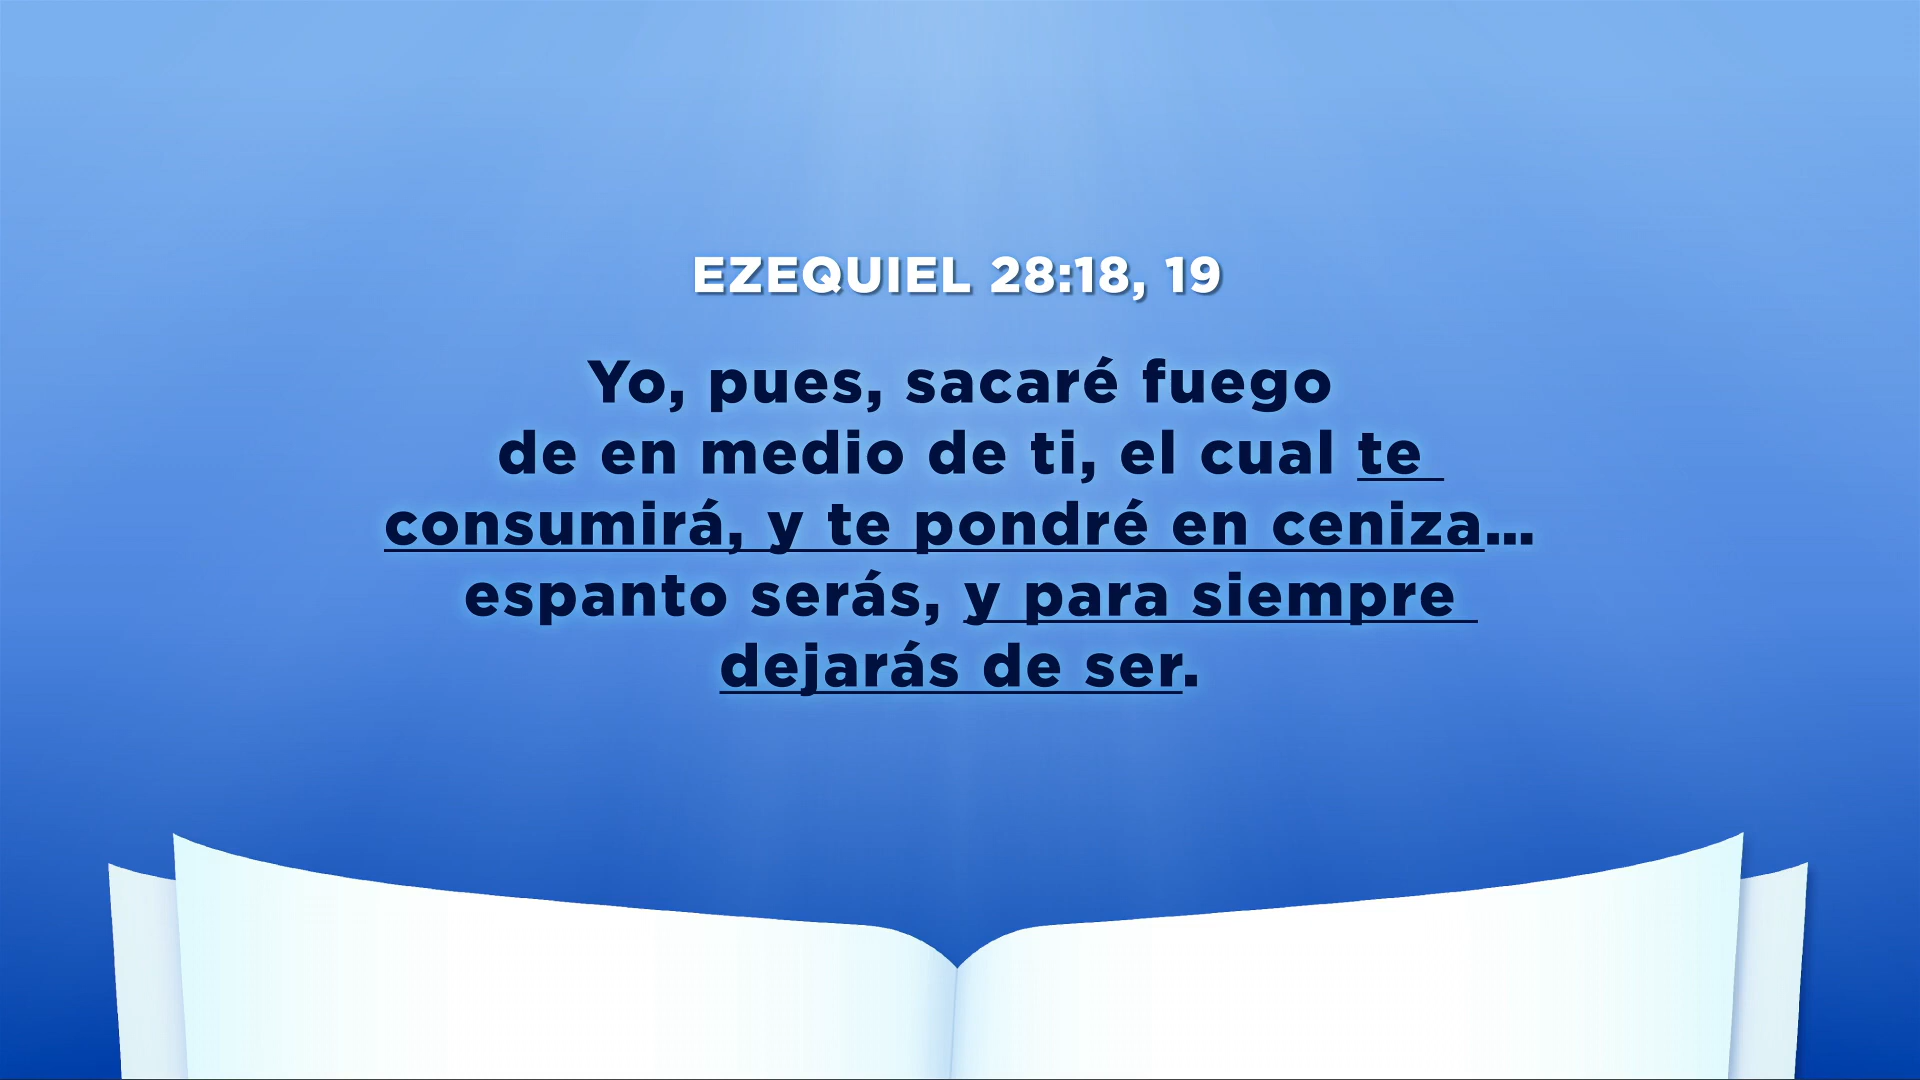 EZEQUIEL 28:18, 19
Yo, pues, sacaré fuego
de en medio de ti, el cual te
consumirá, y te pondré en ceniza...
espanto serás, y para siempre
dejarás de ser.